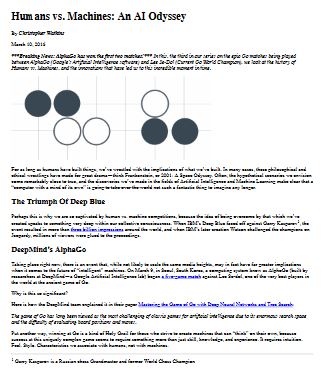 Humans vs. Machines: An AI Odyssey
By Christopher Watkins
March 10, 2016
***Breaking News: AlphaGo has won the first two matches!*** In this, the third in our series on the epic Go matches being played
between AlphaGo (Google's Artificial Intelligence software) and Lee Se-Dol (Current Go World Champion), we look at the history of
Humans vs. Machines, and the innovations that have led us to this incredible moment in time.
For as long as humans have built things, we've wrestled with the implications of what we've built. In many cases, those philosophical and
ethical wrestlings have made for great drama—think Frankenstein, or 2001: A Space Odyssey. Often, the hypothetical scenarios we envision
come remarkably close to true, and the discoveries we've made in the fields of Artificial Intelligence and Machine Learning make clear that a
"computer with a mind of its own" is going to take over the world not such a fantastic thing to imagine any longer.
The Triumph Of Deep Blue
Perhaps this is why we are so captivated by human vs. machine competitions, because the idea of being overcome by that which we've
created speaks to something very deep within our collective consciousness. When IBM's Deep Blue faced off against Garry Kasparov¹, the
event resulted in more than three billion impressions around the world, and when IBM's later creation Watson challenged the champions on
Jeopardy, millions of viewers were glued to the proceedings.
DeepMind's AlphaGo
Taking place right now, there is an event that, while not likely to scale the same media heights, may in fact have far greater implications
when it comes to the future of "intelligent" machines. On March 9, in Seoul, South Korea, a computing system known as AlphaGo (built by
researchers at DeepMind—a Google Artificial Intelligence lab) began a five-game match against Lee Sedol, one of the very best players in
the world at the ancient game of Go.
Why is this so significant?
Here is how the DeepMind team explained it in their paper Mastering the Game of Go with Deep Neural Networks and Tree Search:
The game of Go has long been viewed as the most challenging of classic games for artificial intelligence due to its enormous search space
and the difficulty of evaluating board positions and moves.
Put another way, winning at Go is a kind of Holy Grail for those who strive to create machines that can "think" on their own, because
success at this uniquely complex game seems to require something more than just skill, knowledge, and experience. It requires intuition.
Feel. Style. Characteristics we associate with humans, not with machines.
¹ Garry Kasparov is a Russian chess Grandmaster and former World Chess Champion